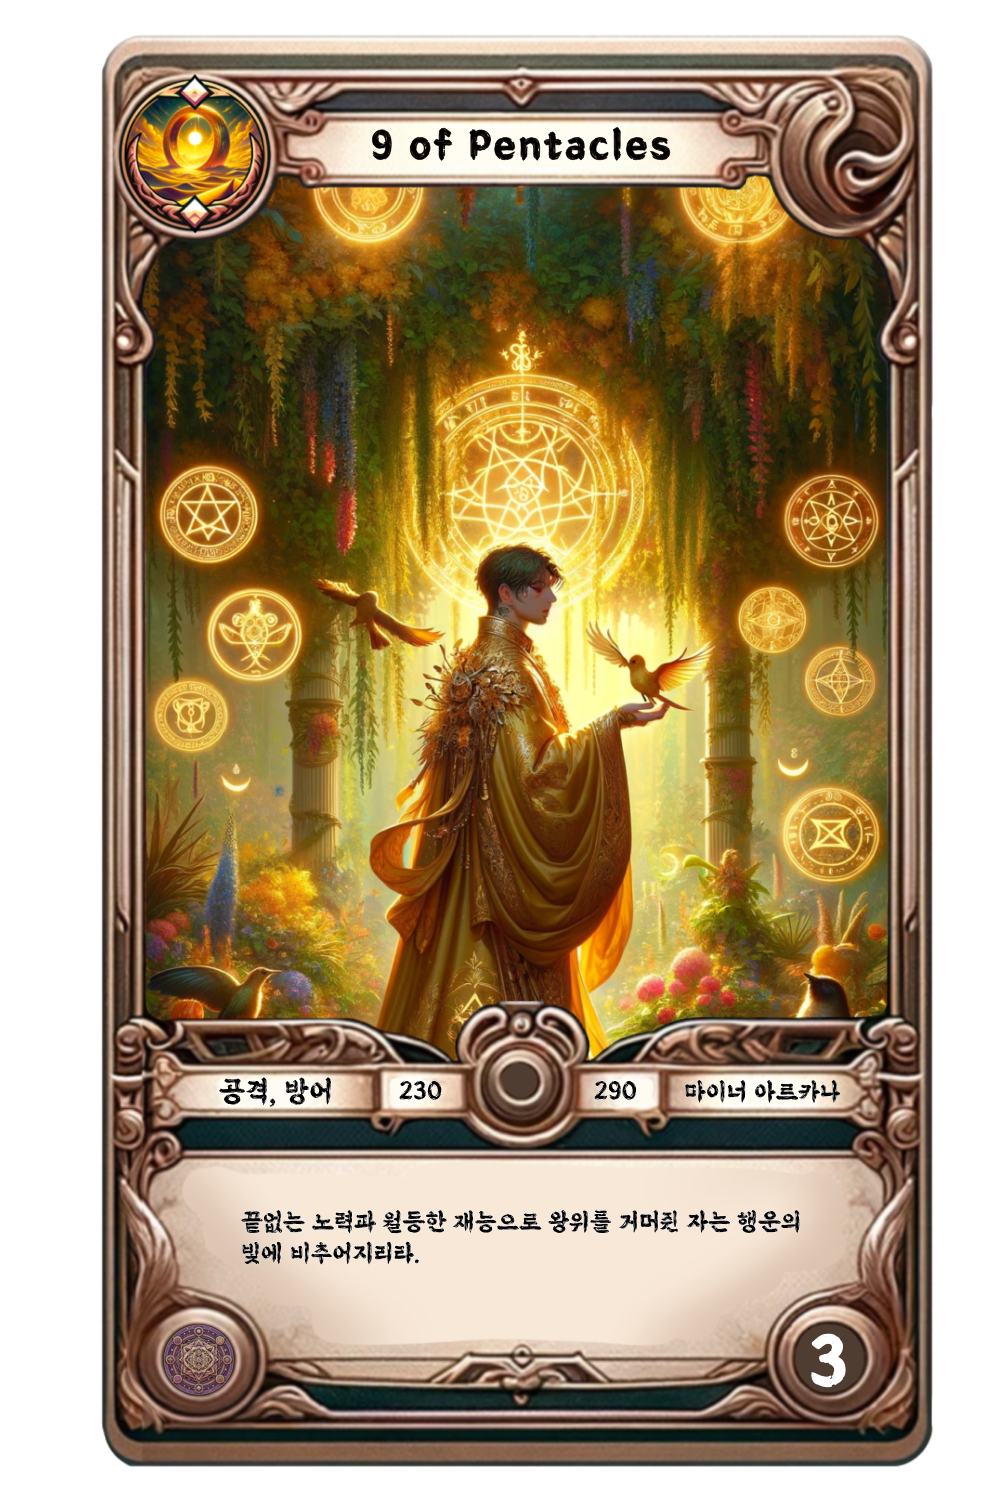 9 of Pentacles
공격, 방어 230 290 마이너 아르카나
끝없는 노력과 월등한 재능으로 왕위를 거머쥔 자는 행운의
빛에 비추어지리라.
3